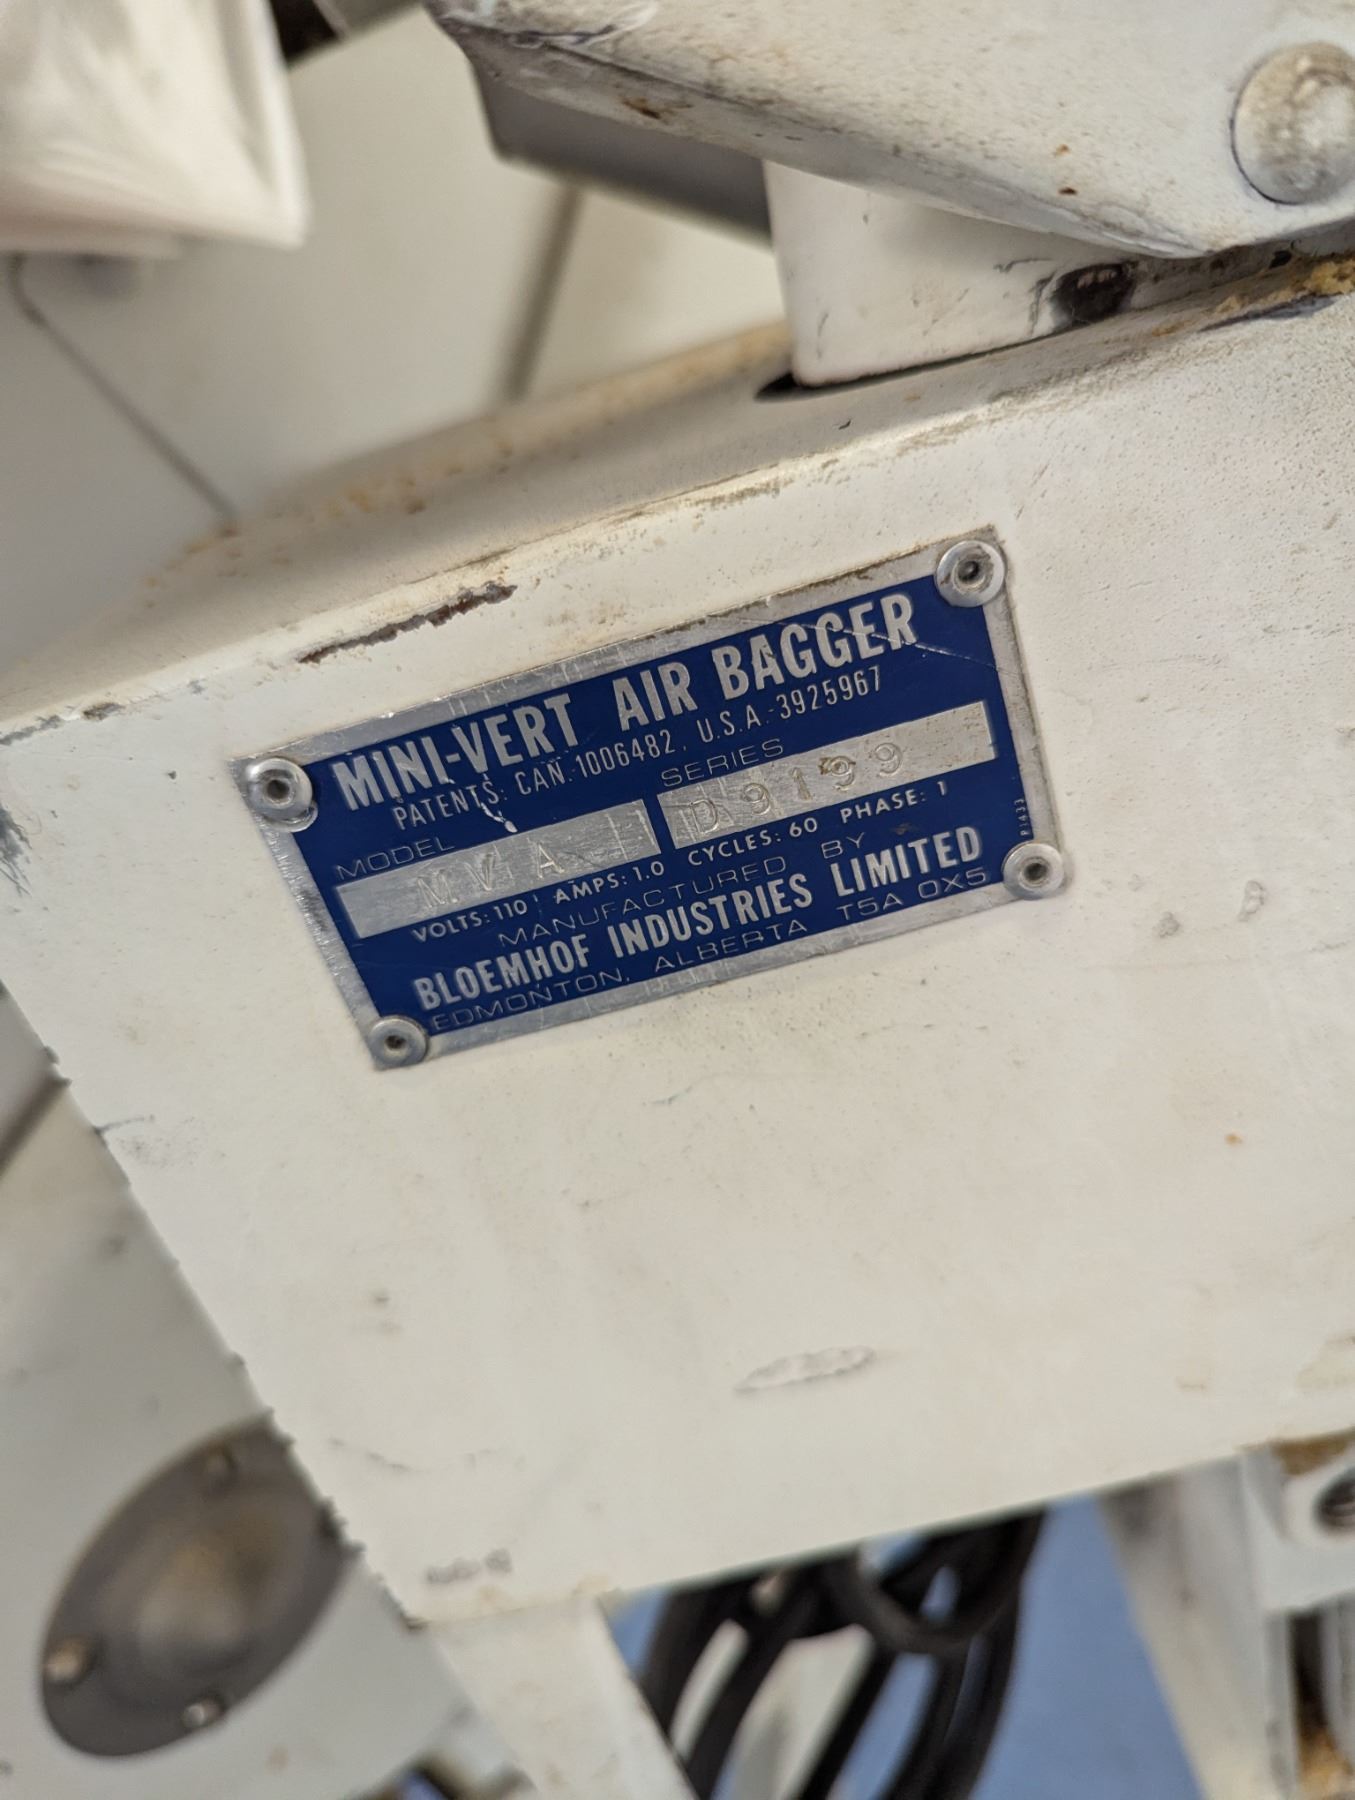 MINI-VERT AIR BAGGER
PATENTS: CAN.-1006482, U.S.A.-3925967
MODEL SERIES
MVA D9199
VOLTS: 110 AMPS: 1.0 CYCLES: 60 PHASE: 1
MANUFACTURED BY
BLOEMHOF INDUSTRIES LIMITED
EDMONTON, ALBERTA T5A 0X5
P1433